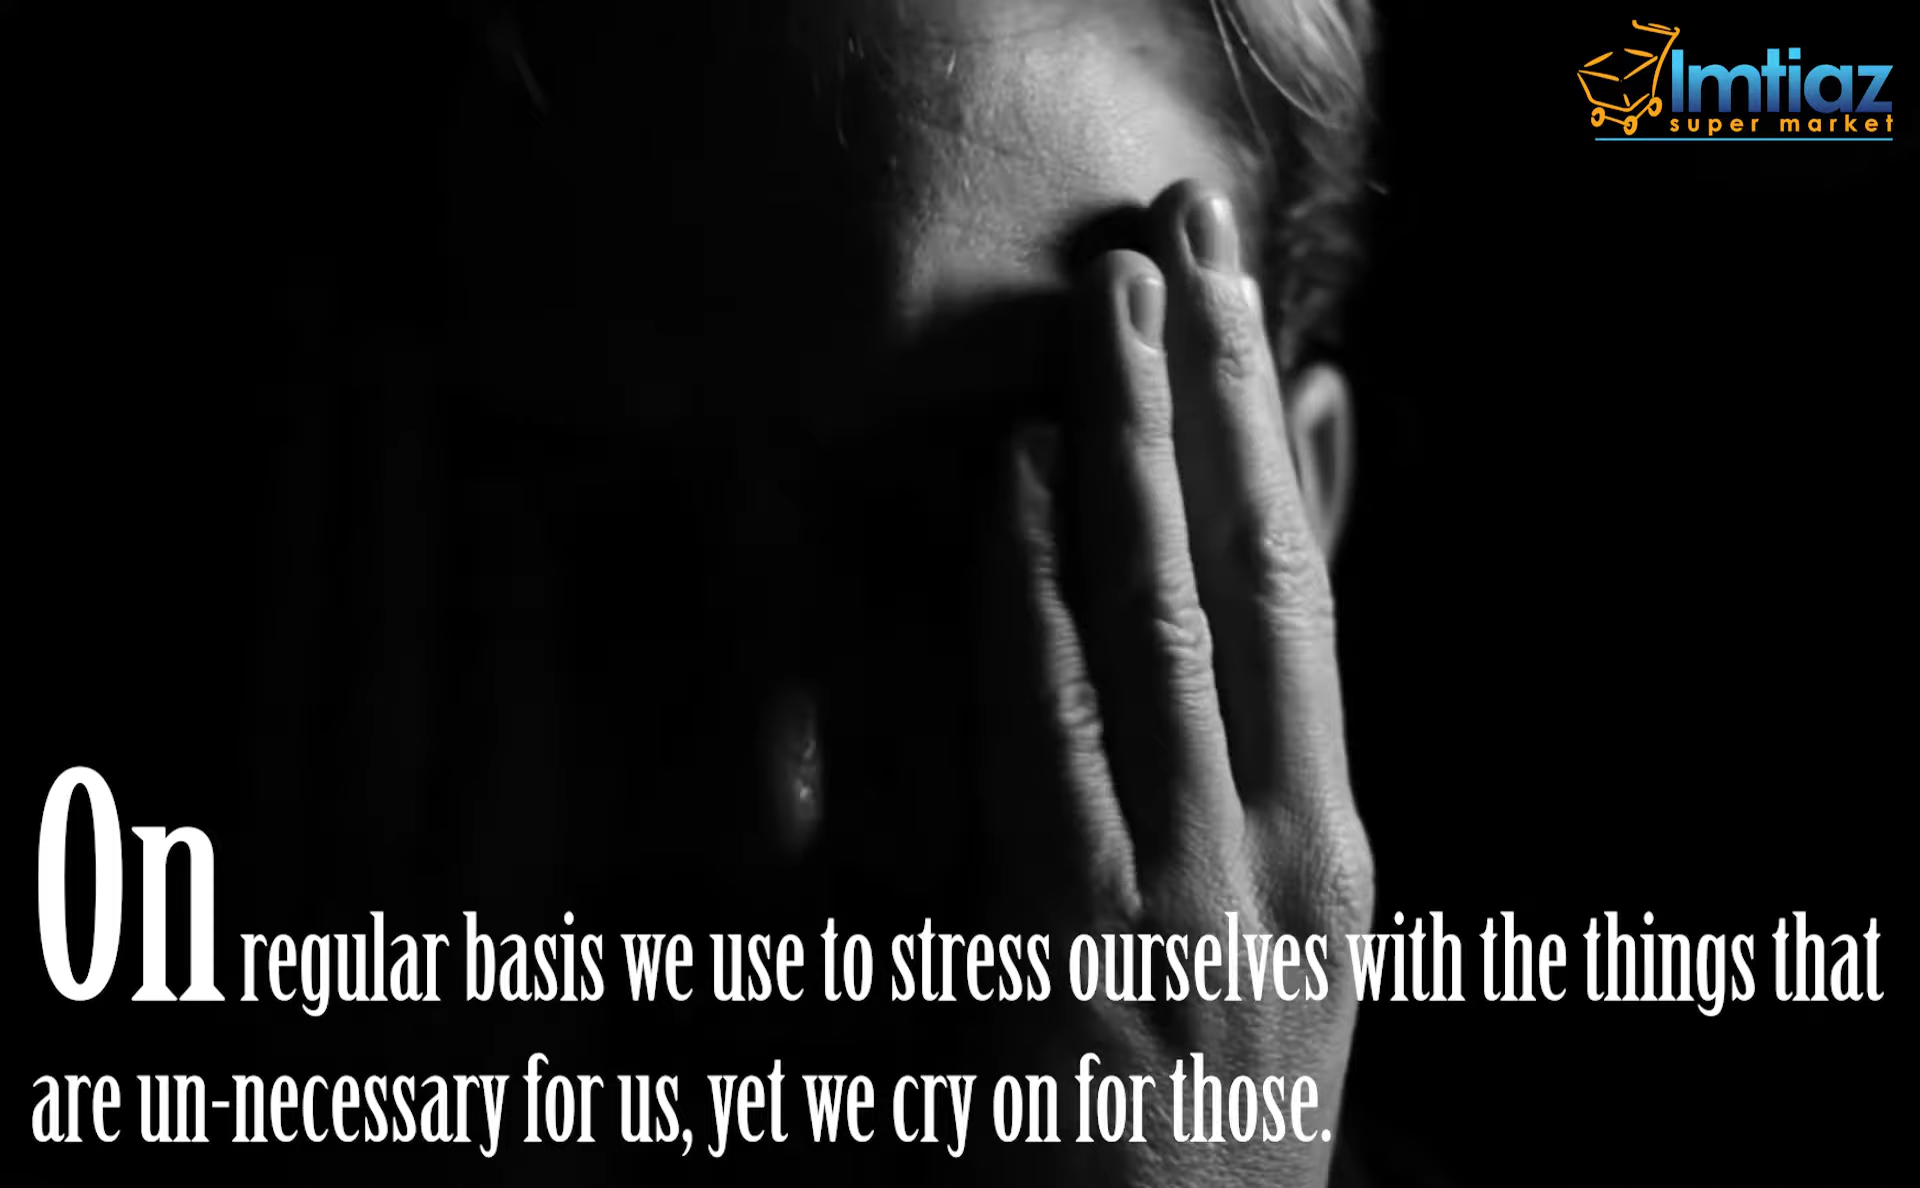 Imtiaz
super market
On regular basis we use to stress ourselves with the things that
are un-necessary for us, yet we cry on for those.